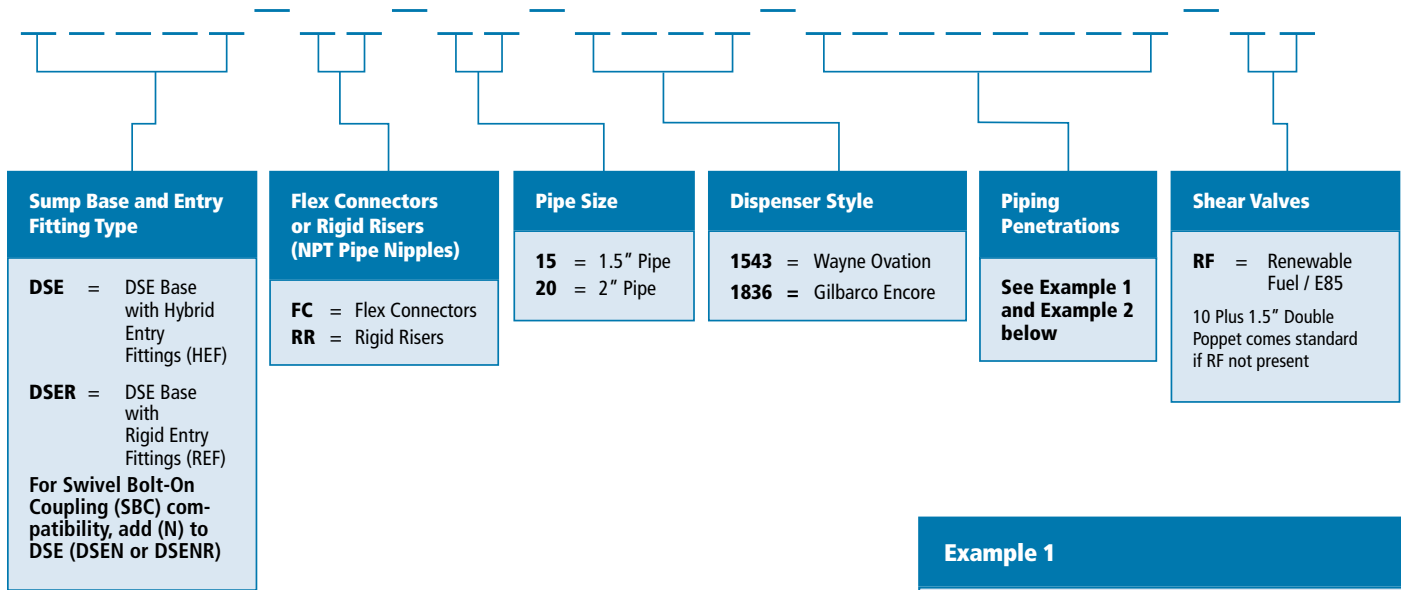 Sump Base and Entry
Fitting Type
DSE = DSE Base
with Hybrid
Entry
Fittings (HEF)
DSER = DSE Base
with
Rigid Entry
Fittings (REF)
For Swivel Bolt-On
Coupling (SBC) com-
patibility, add (N) to
DSE (DSEN or DSENR)
Flex Connectors
or Rigid Risers
(NPT Pipe Nipples)
FC = Flex Connectors
RR = Rigid Risers
Pipe Size
15 = 1.5” Pipe
20 = 2” Pipe
Dispenser Style
1543 = Wayne Ovation
1836 = Gilbarco Encore
Piping
Penetrations
See Example 1
and Example 2
below
Shear Valves
RF = Renewable
Fuel / E85
10 Plus 1.5” Double
Poppet comes standard
if RF not present
Example 1